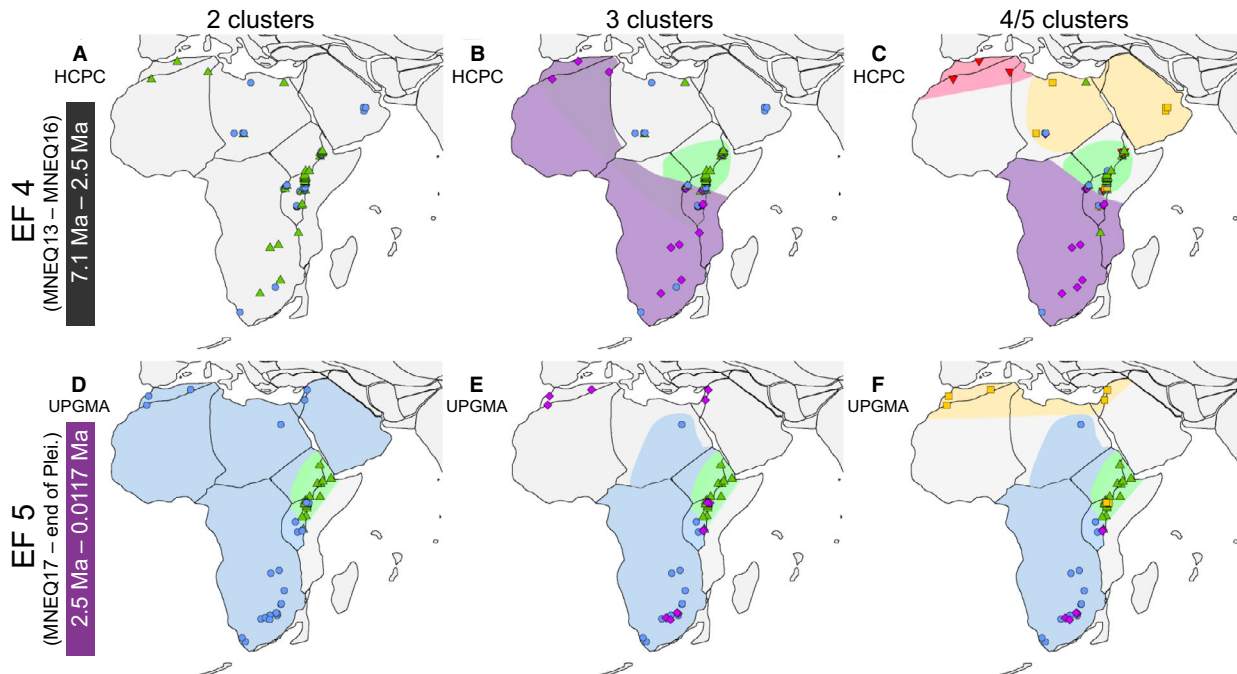 2 clusters
3 clusters
4/5 clusters
EF 4
(MNEQ13 – MNEQ16)
7.1 Ma – 2.5 Ma
A
HCPC
B
HCPC
C
HCPC
EF 5
(MNEQ17 – end of Plei.)
2.5 Ma – 0.0117 Ma
D
UPGMA
E
UPGMA
F
UPGMA